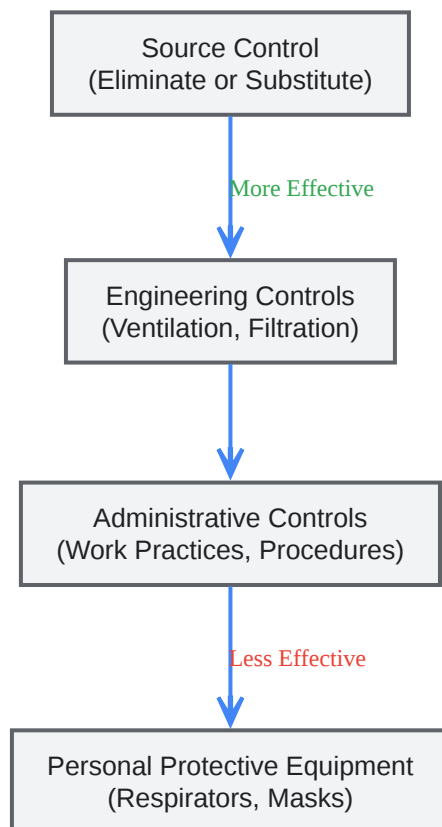 Source Control
(Eliminate or Substitute)
More Effective
Engineering Controls
(Ventilation, Filtration)
Administrative Controls
(Work Practices, Procedures)
Less Effective
Personal Protective Equipment
(Respirators, Masks)